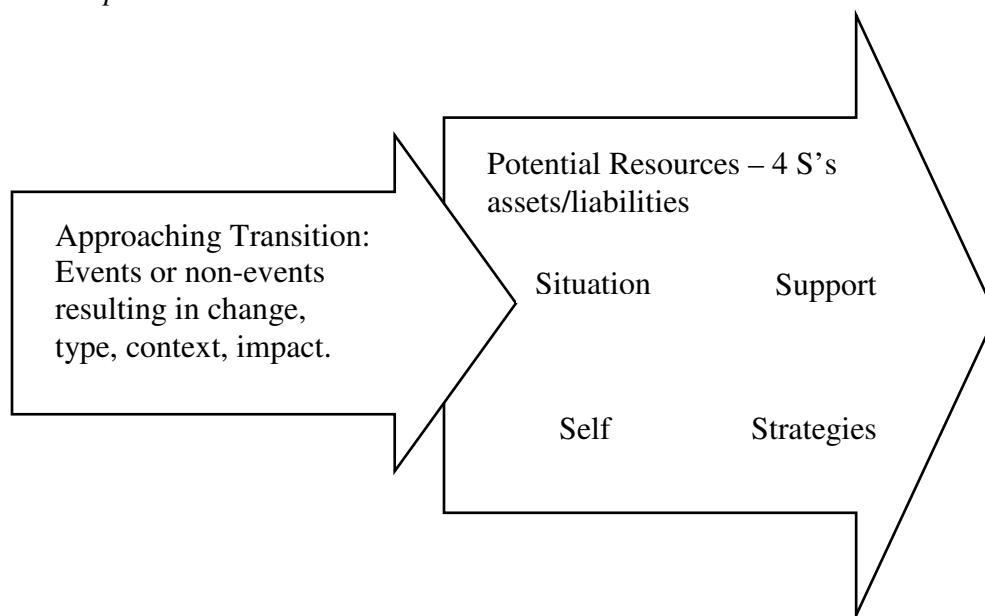 Approaching Transition:
Events or non-events
resulting in change,
type, context, impact.
Potential Resources – 4 S’s
assets/liabilities
Situation Support
Self Strategies